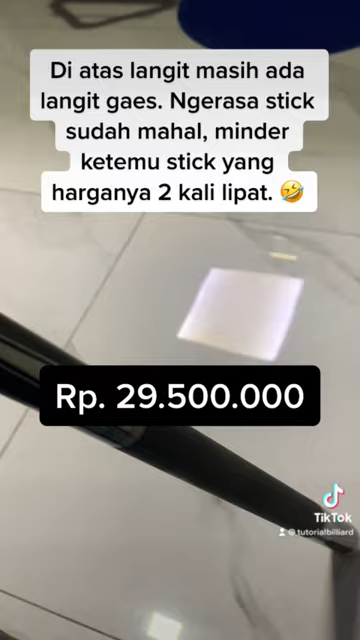 Di atas langit masih ada
langit gaes. Ngerasa stick
sudah mahal, minder
ketemu stick yang
harganya 2 kali lipat. 🤣
Rp. 29.500.000
TikTok
@tutorialbilliard